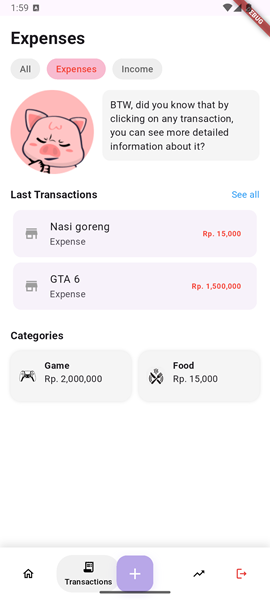 1:59
DEBUG
Expenses
All
Expenses
Income
BTW, did you know that by
clicking on any transaction,
you can see more detailed
information about it?
Last Transactions
See all
Nasi goreng
Expense
Rp. 15,000
GTA 6
Expense
Rp. 1,500,000
Categories
Game
Rp. 2,000,000
Food
Rp. 15,000
Transactions